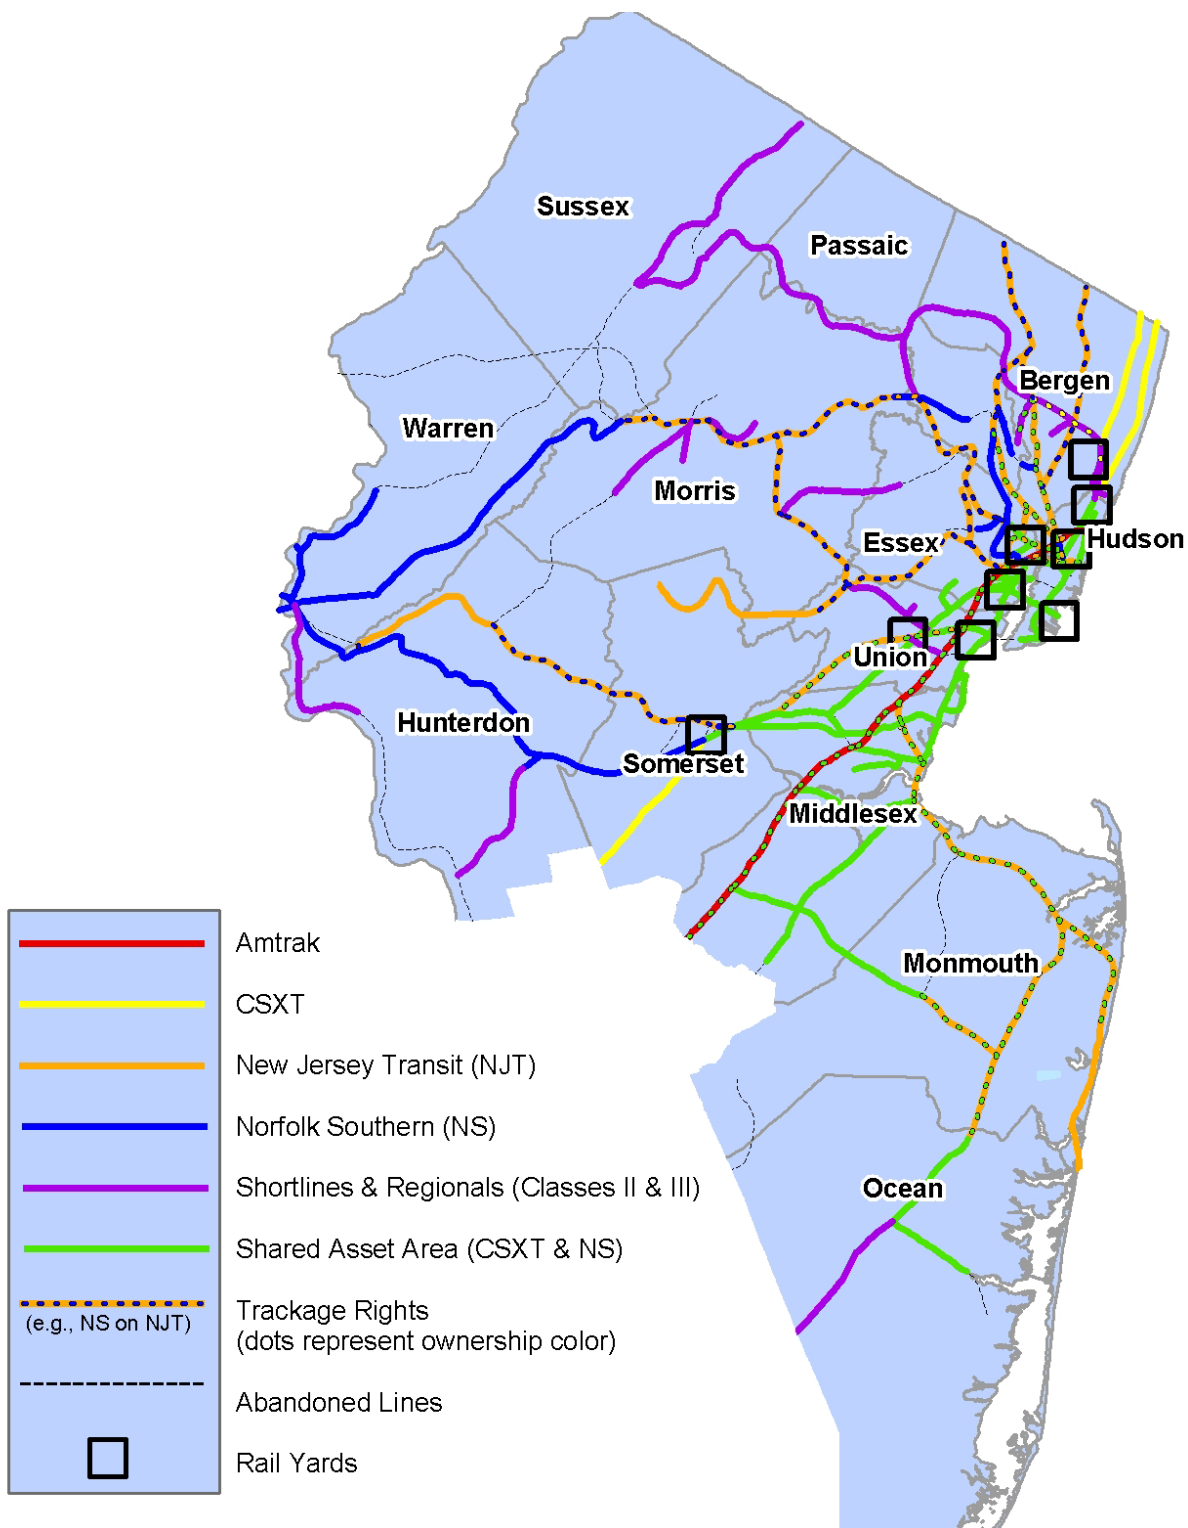 Sussex
Passaic
Bergen
Warren
Morris
Essex
Hudson
Union
Hunterdon
Somerset
Middlesex
Monmouth
Ocean
Amtrak
CSXT
New Jersey Transit (NJT)
Norfolk Southern (NS)
Shortlines & Regionals (Classes II & III)
Shared Asset Area (CSXT & NS)
Trackage Rights
(e.g., NS on NJT)
(dots represent ownership color)
Abandoned Lines
Rail Yards